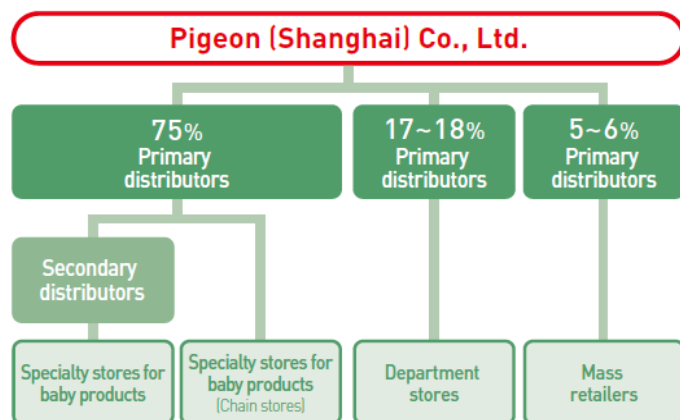 Pigeon (Shanghai) Co., Ltd.
75%
Primary
distributors
17~18%
Primary
distributors
5~6%
Primary
distributors
Secondary
distributors
Specialty stores for
baby products
Specialty stores for
baby products
(Chain stores)
Department
stores
Mass
retailers